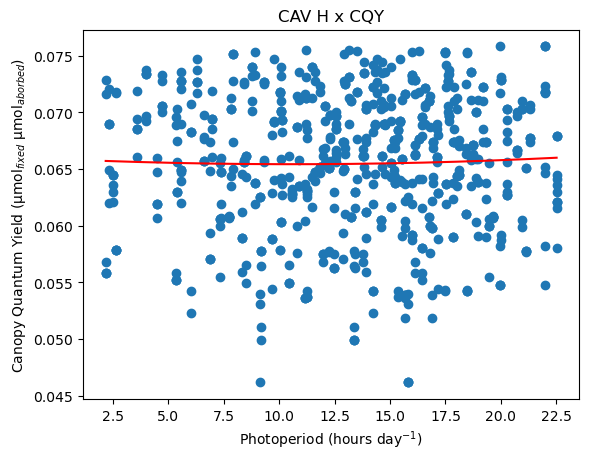 CAV H x CQY
Canopy Quantum Yield (μmol_fixed μmol_aborbed)
0.075
0.070
0.065
0.060
0.055
0.050
0.045
2.5 5.0 7.5 10.0 12.5 15.0 17.5 20.0 22.5
Photoperiod (hours day⁻¹)